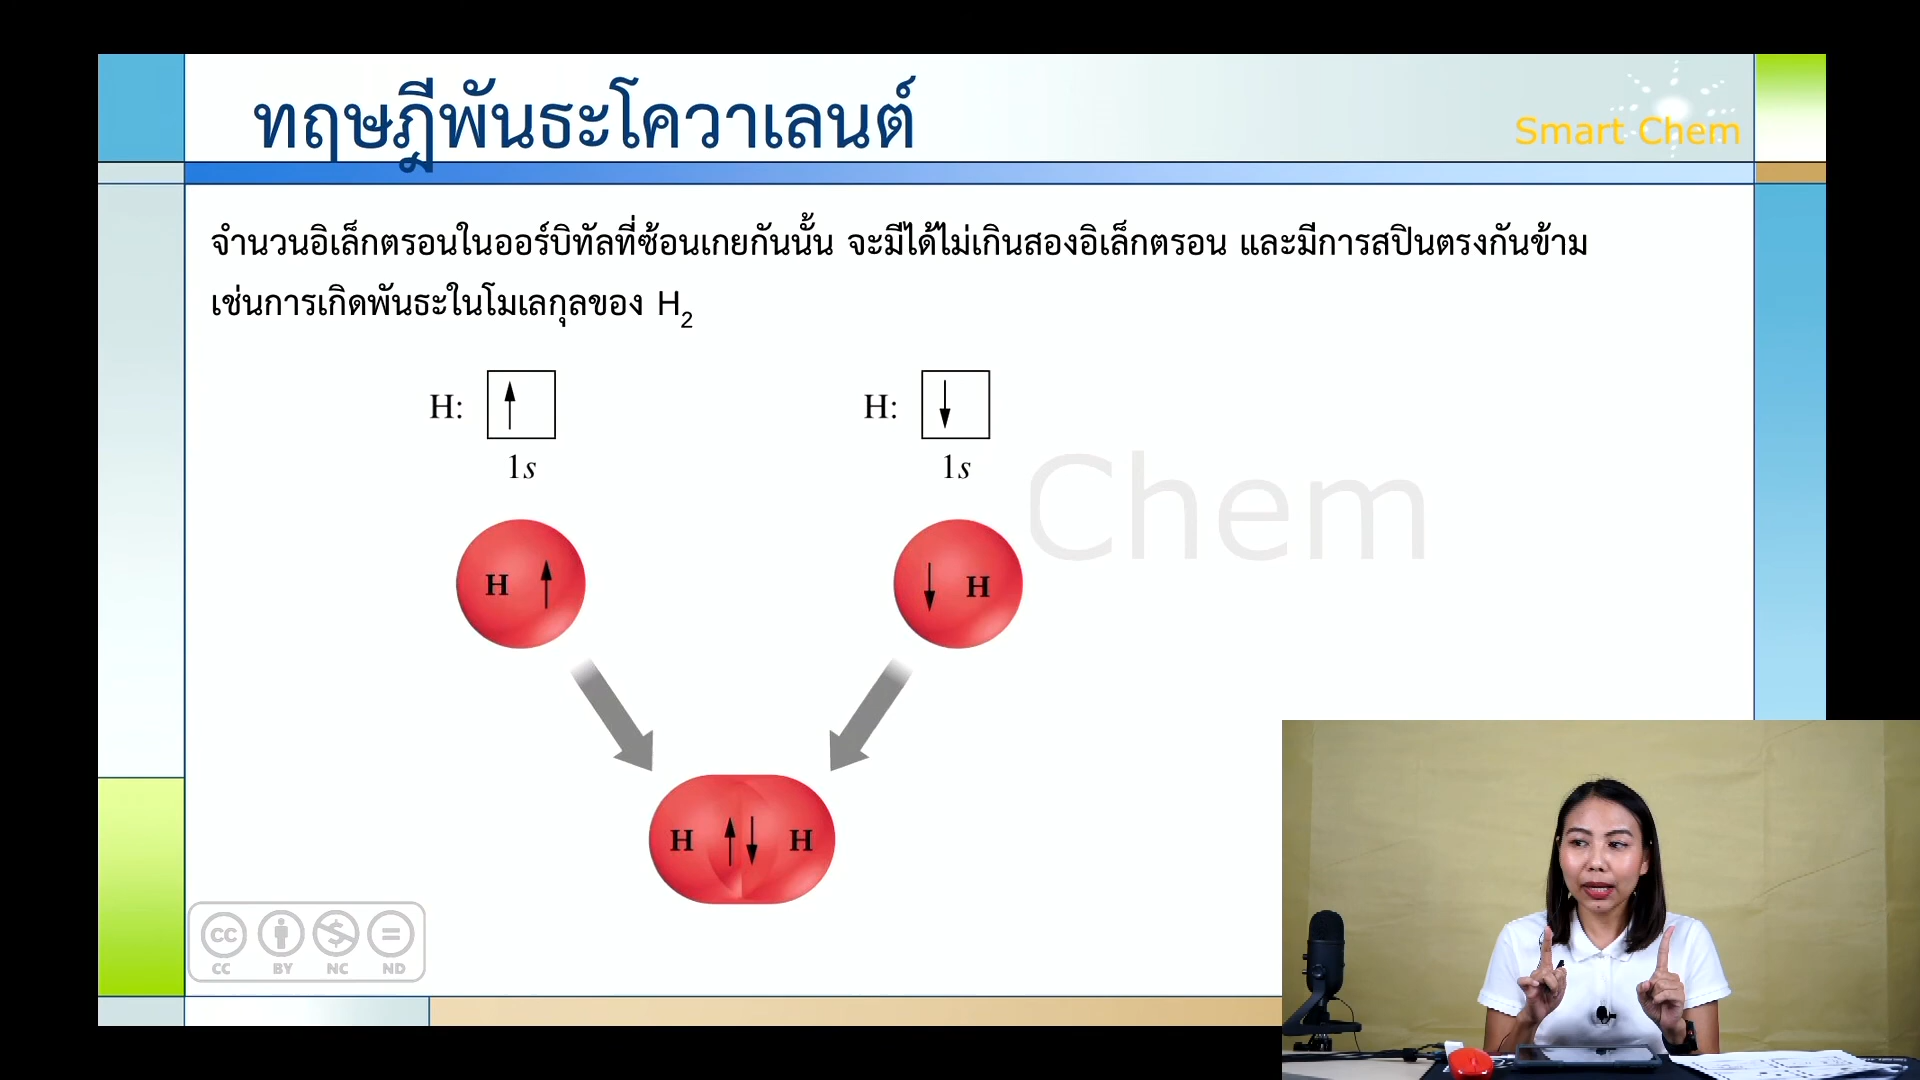 ทฤษฎีพันธะโควาเลนต์
Smart Chem
จำนวนอิเล็กตรอนในออร์บิทัลที่ซ้อนเกยกันนั้น จะมีได้ไม่เกินสองอิเล็กตรอน และมีการสปินตรงกันข้าม
เช่นการเกิดพันธะในโมเลกุลของ H₂
H: ↑ H: ↓
1s 1s
Chem
H ↑ ↓ H
H ↑↓ H
CC BY NC ND